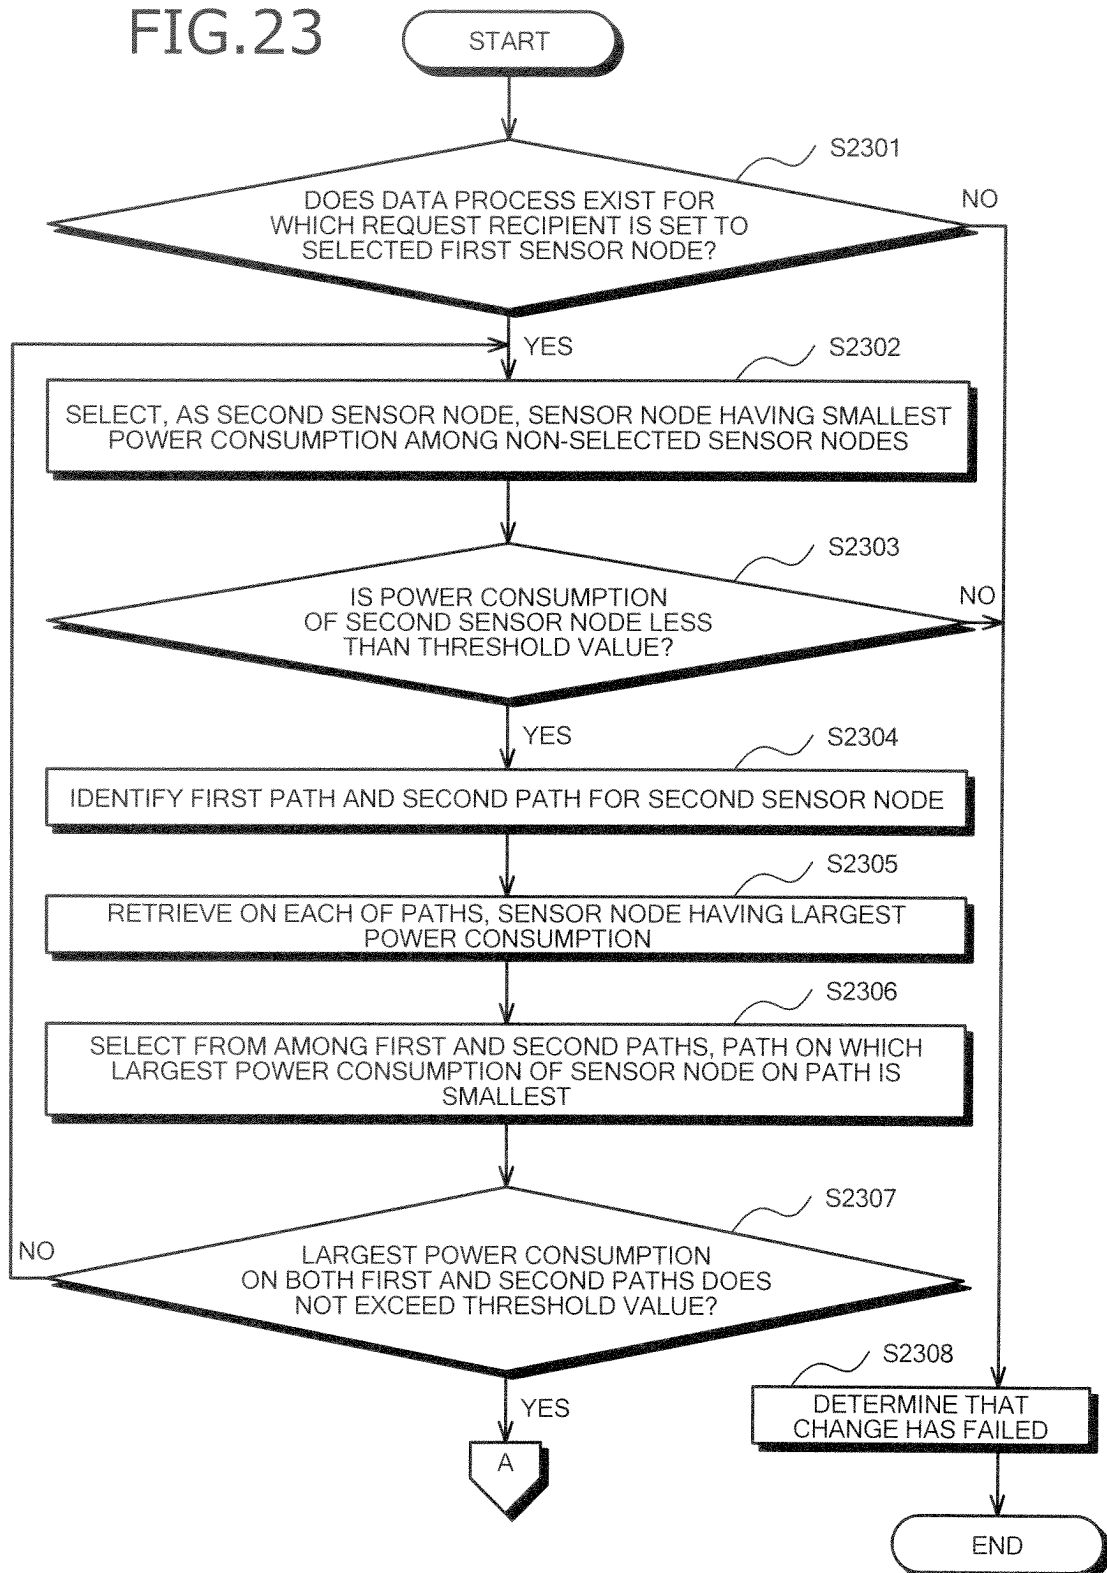 FIG.23
START
S2301
DOES DATA PROCESS EXIST FOR
WHICH REQUEST RECIPIENT IS SET TO
SELECTED FIRST SENSOR NODE?
NO
YES
S2302
SELECT, AS SECOND SENSOR NODE, SENSOR NODE HAVING SMALLEST
POWER CONSUMPTION AMONG NON-SELECTED SENSOR NODES
S2303
IS POWER CONSUMPTION
OF SECOND SENSOR NODE LESS
THAN THRESHOLD VALUE?
NO
YES
S2304
IDENTIFY FIRST PATH AND SECOND PATH FOR SECOND SENSOR NODE
S2305
RETRIEVE ON EACH OF PATHS, SENSOR NODE HAVING LARGEST
POWER CONSUMPTION
S2306
SELECT FROM AMONG FIRST AND SECOND PATHS, PATH ON WHICH
LARGEST POWER CONSUMPTION OF SENSOR NODE ON PATH IS
SMALLEST
S2307
NO
LARGEST POWER CONSUMPTION
ON BOTH FIRST AND SECOND PATHS DOES
NOT EXCEED THRESHOLD VALUE?
YES
A
S2308
DETERMINE THAT
CHANGE HAS FAILED
END